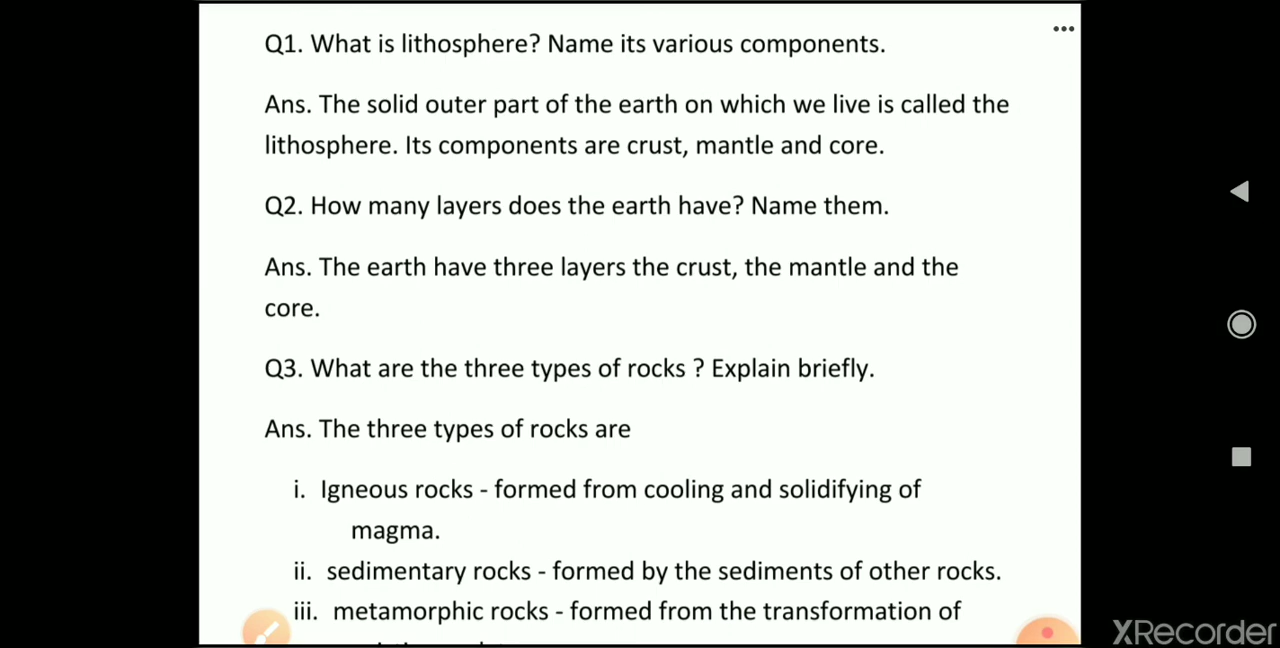 Q1. What is lithosphere? Name its various components.
Ans. The solid outer part of the earth on which we live is called the
lithosphere. Its components are crust, mantle and core.
Q2. How many layers does the earth have? Name them.
Ans. The earth have three layers the crust, the mantle and the
core.
Q3. What are the three types of rocks ? Explain briefly.
Ans. The three types of rocks are
i. Igneous rocks - formed from cooling and solidifying of
magma.
ii. sedimentary rocks - formed by the sediments of other rocks.
iii. metamorphic rocks - formed from the transformation of
XRecorder